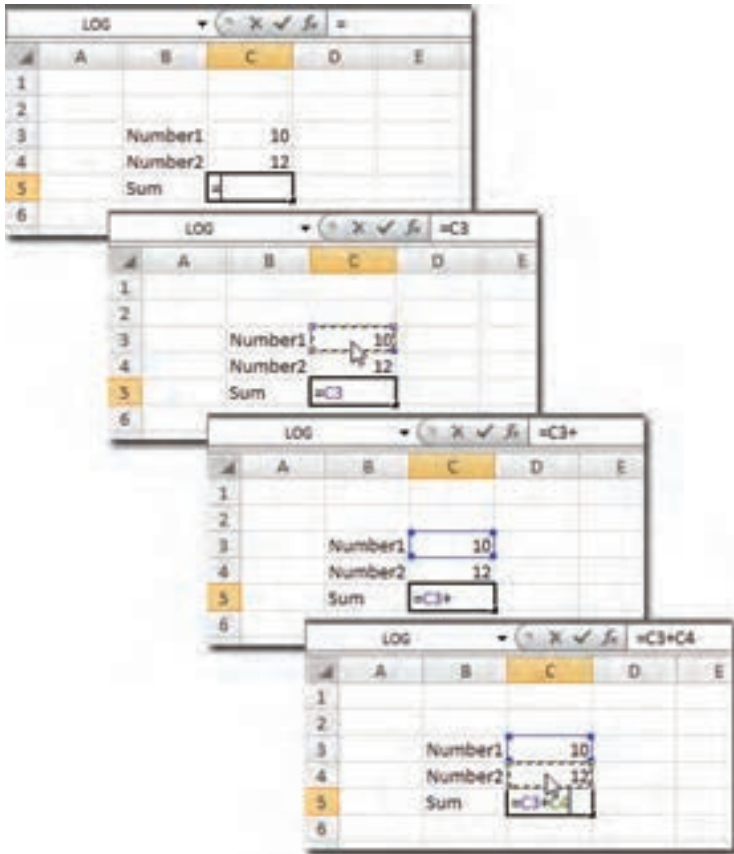 LOG =
A B C D E
1
2
3 Number1 10
4 Number2 12
5 Sum =
6
LOG =C3
A B C D E
1
2
3 Number1 10
4 Number2 12
5 Sum =C3
6
LOG =C3+
A B C D E
1
2
3 Number1 10
4 Number2 12
5 Sum =C3+
6
LOG fx =C3+C4
A B C D E
1
2
3 Number1 10
4 Number2 12
5 Sum =C3+C4
6